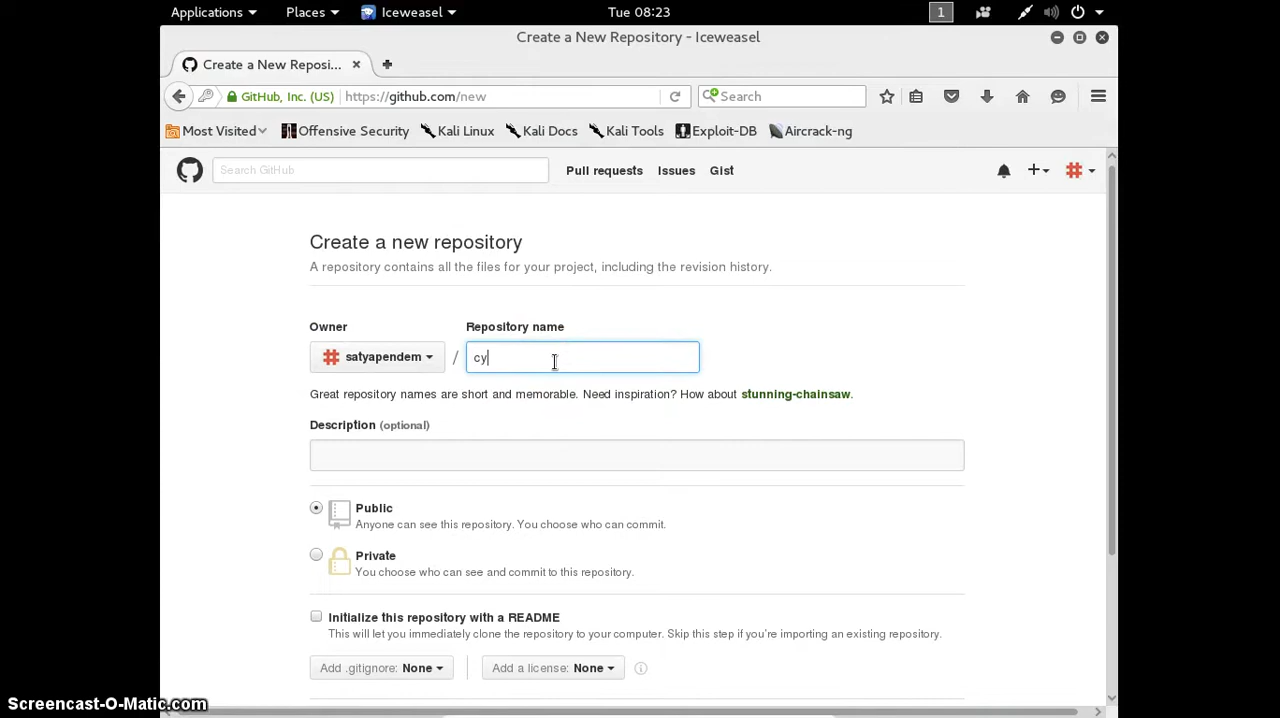 Applications Places Iceweasel Tue 08:23 1
Create a New Repository - Iceweasel
Create a New Reposi...
GitHub, Inc. (US) https://github.com/new Search
Most Visited Offensive Security Kali Linux Kali Docs Kali Tools Exploit-DB Aircrack-ng
Search GitHub Pull requests Issues Gist
Create a new repository
A repository contains all the files for your project, including the revision history.
Owner Repository name
satyapendem / cy
Great repository names are short and memorable. Need inspiration? How about stunning-chainsaw.
Description (optional)
Public
Anyone can see this repository. You choose who can commit.
Private
You choose who can see and commit to this repository.
Initialize this repository with a README
This will let you immediately clone the repository to your computer. Skip this step if you're importing an existing repository.
Add .gitignore: None Add a license: None
Screencast-O-Matic.com